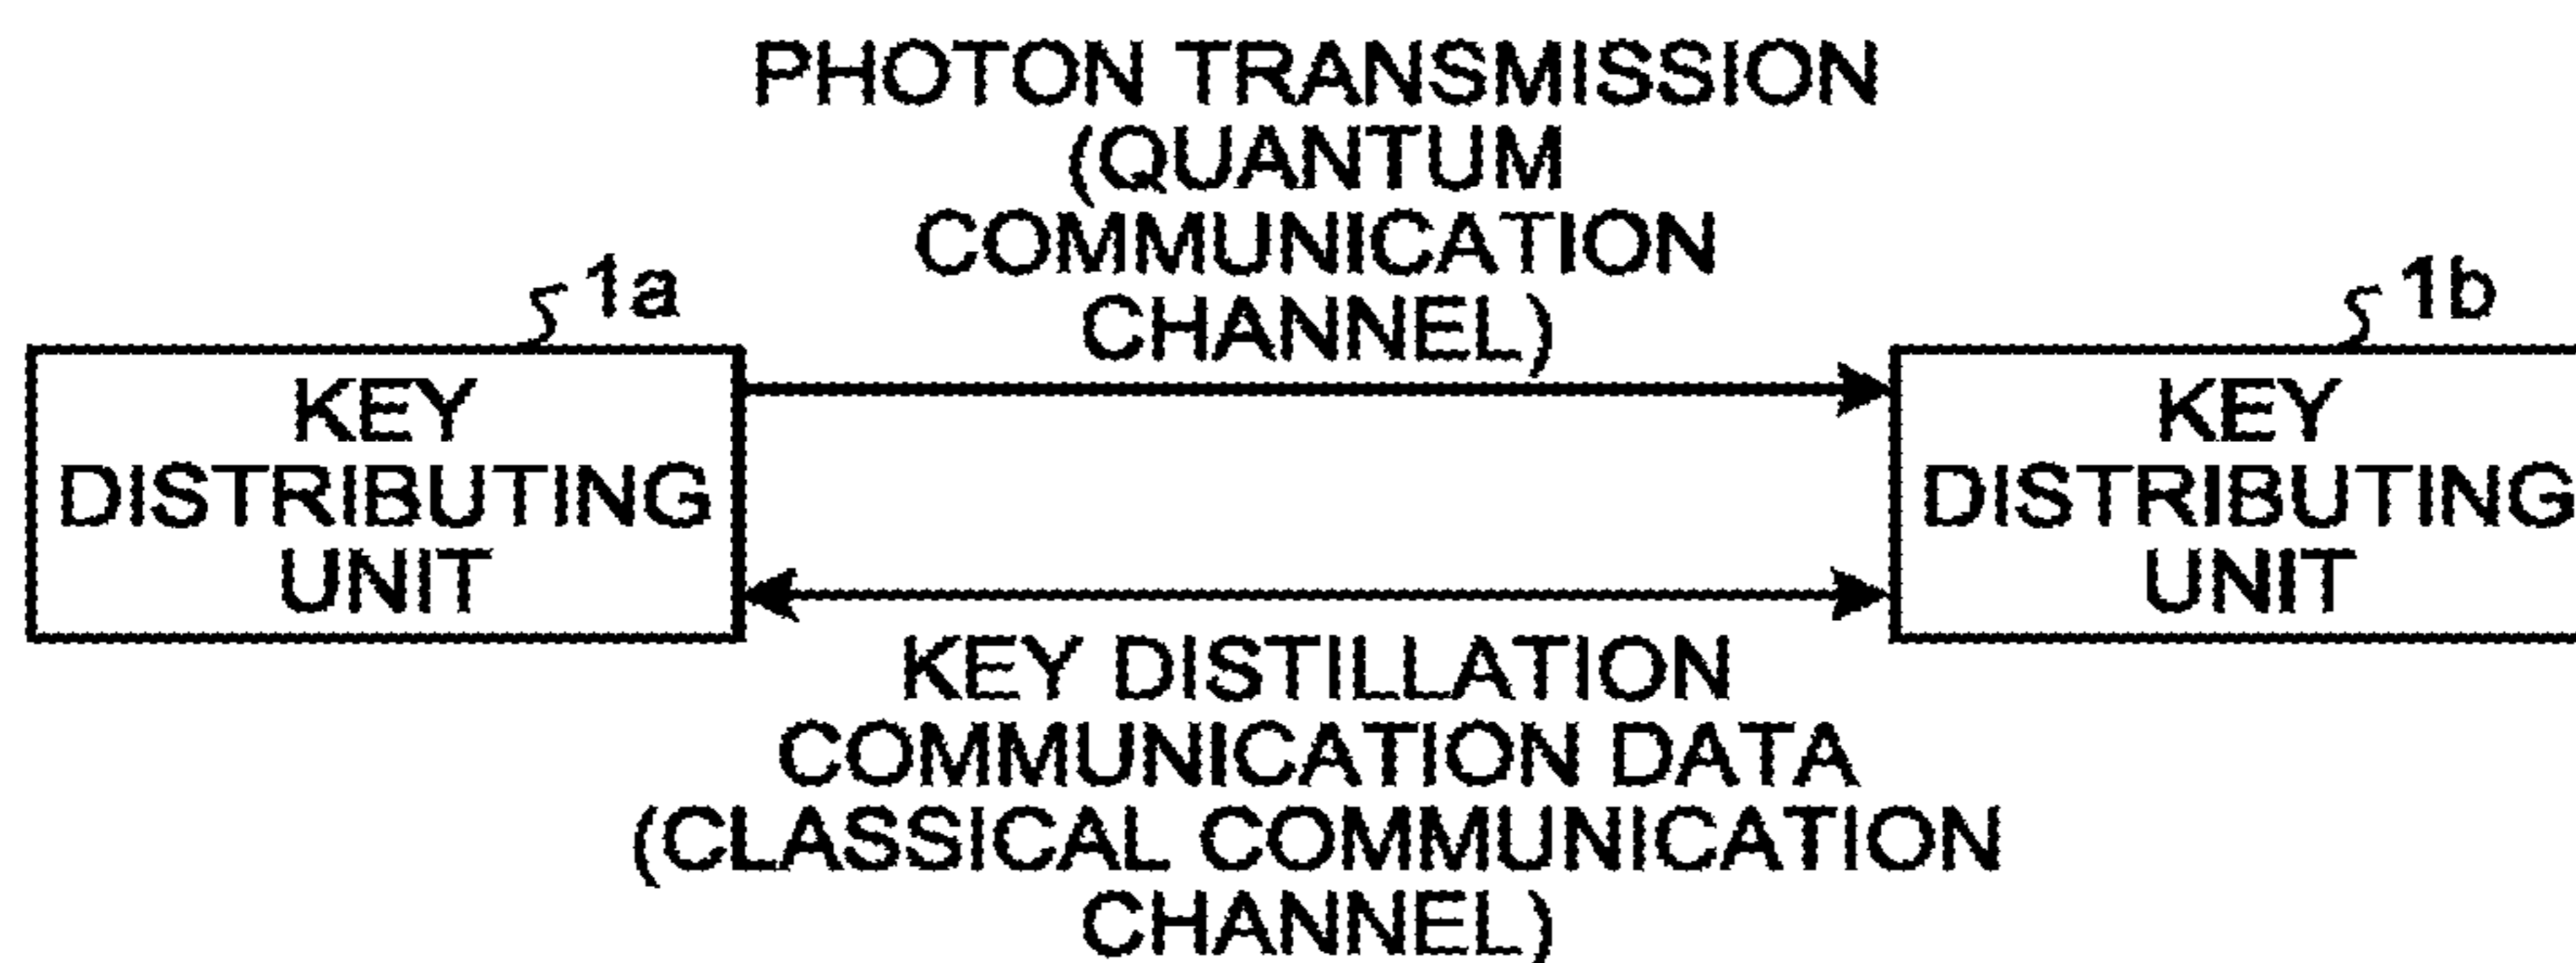 PHOTON TRANSMISSION
(QUANTUM
COMMUNICATION
CHANNEL)
1a
1b
KEY
DISTRIBUTING
UNIT
KEY
DISTRIBUTING
UNIT
KEY DISTILLATION
COMMUNICATION DATA
(CLASSICAL COMMUNICATION
CHANNEL)